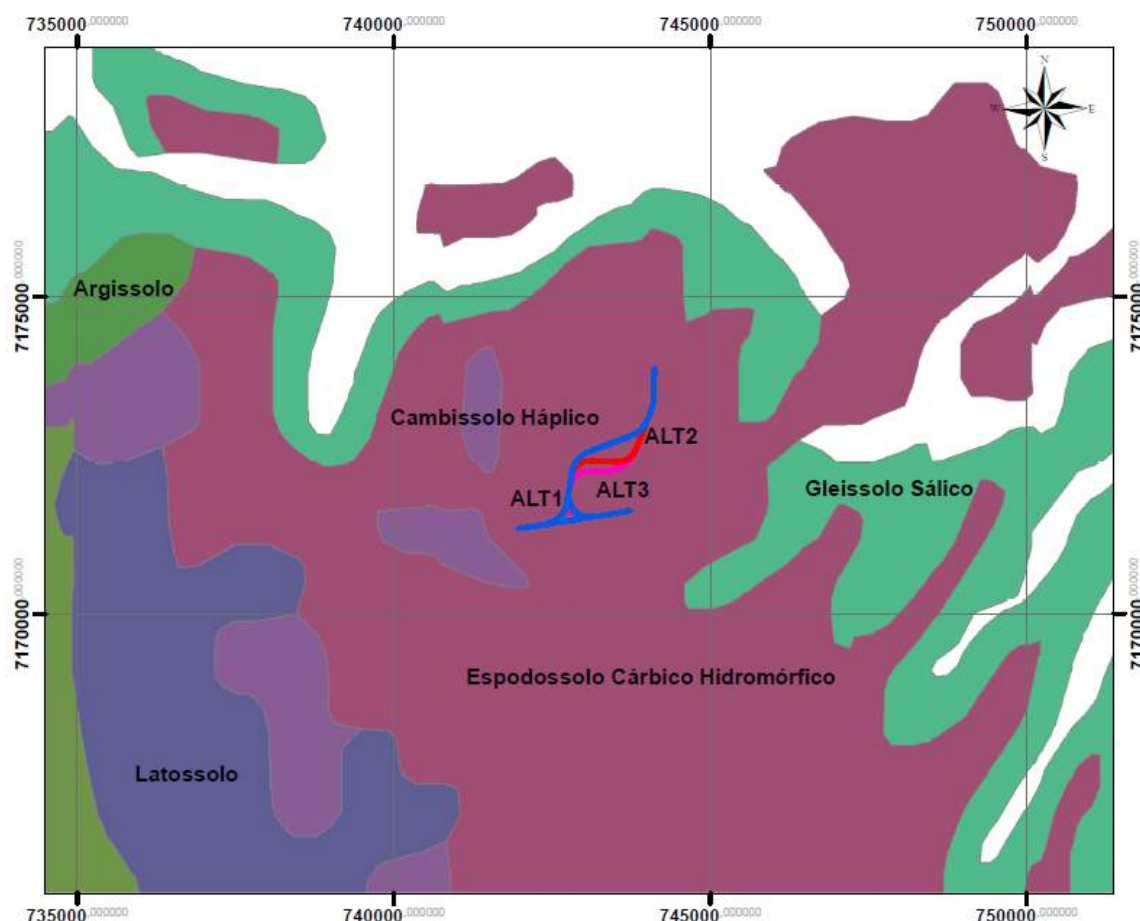 735000,000000 740000,000000 745000,000000 750000,000000
N
W E
S
7175000,000000 7175000,000000
Argissolo
Cambissolo Háplico
ALT2
Gleissolo Sálico
ALT3
ALT1
7170000,000000 7170000,000000
Espodossolo Cárbico Hidromórfico
Latossolo
735000,000000 740000,000000 745000,000000 750000,000000